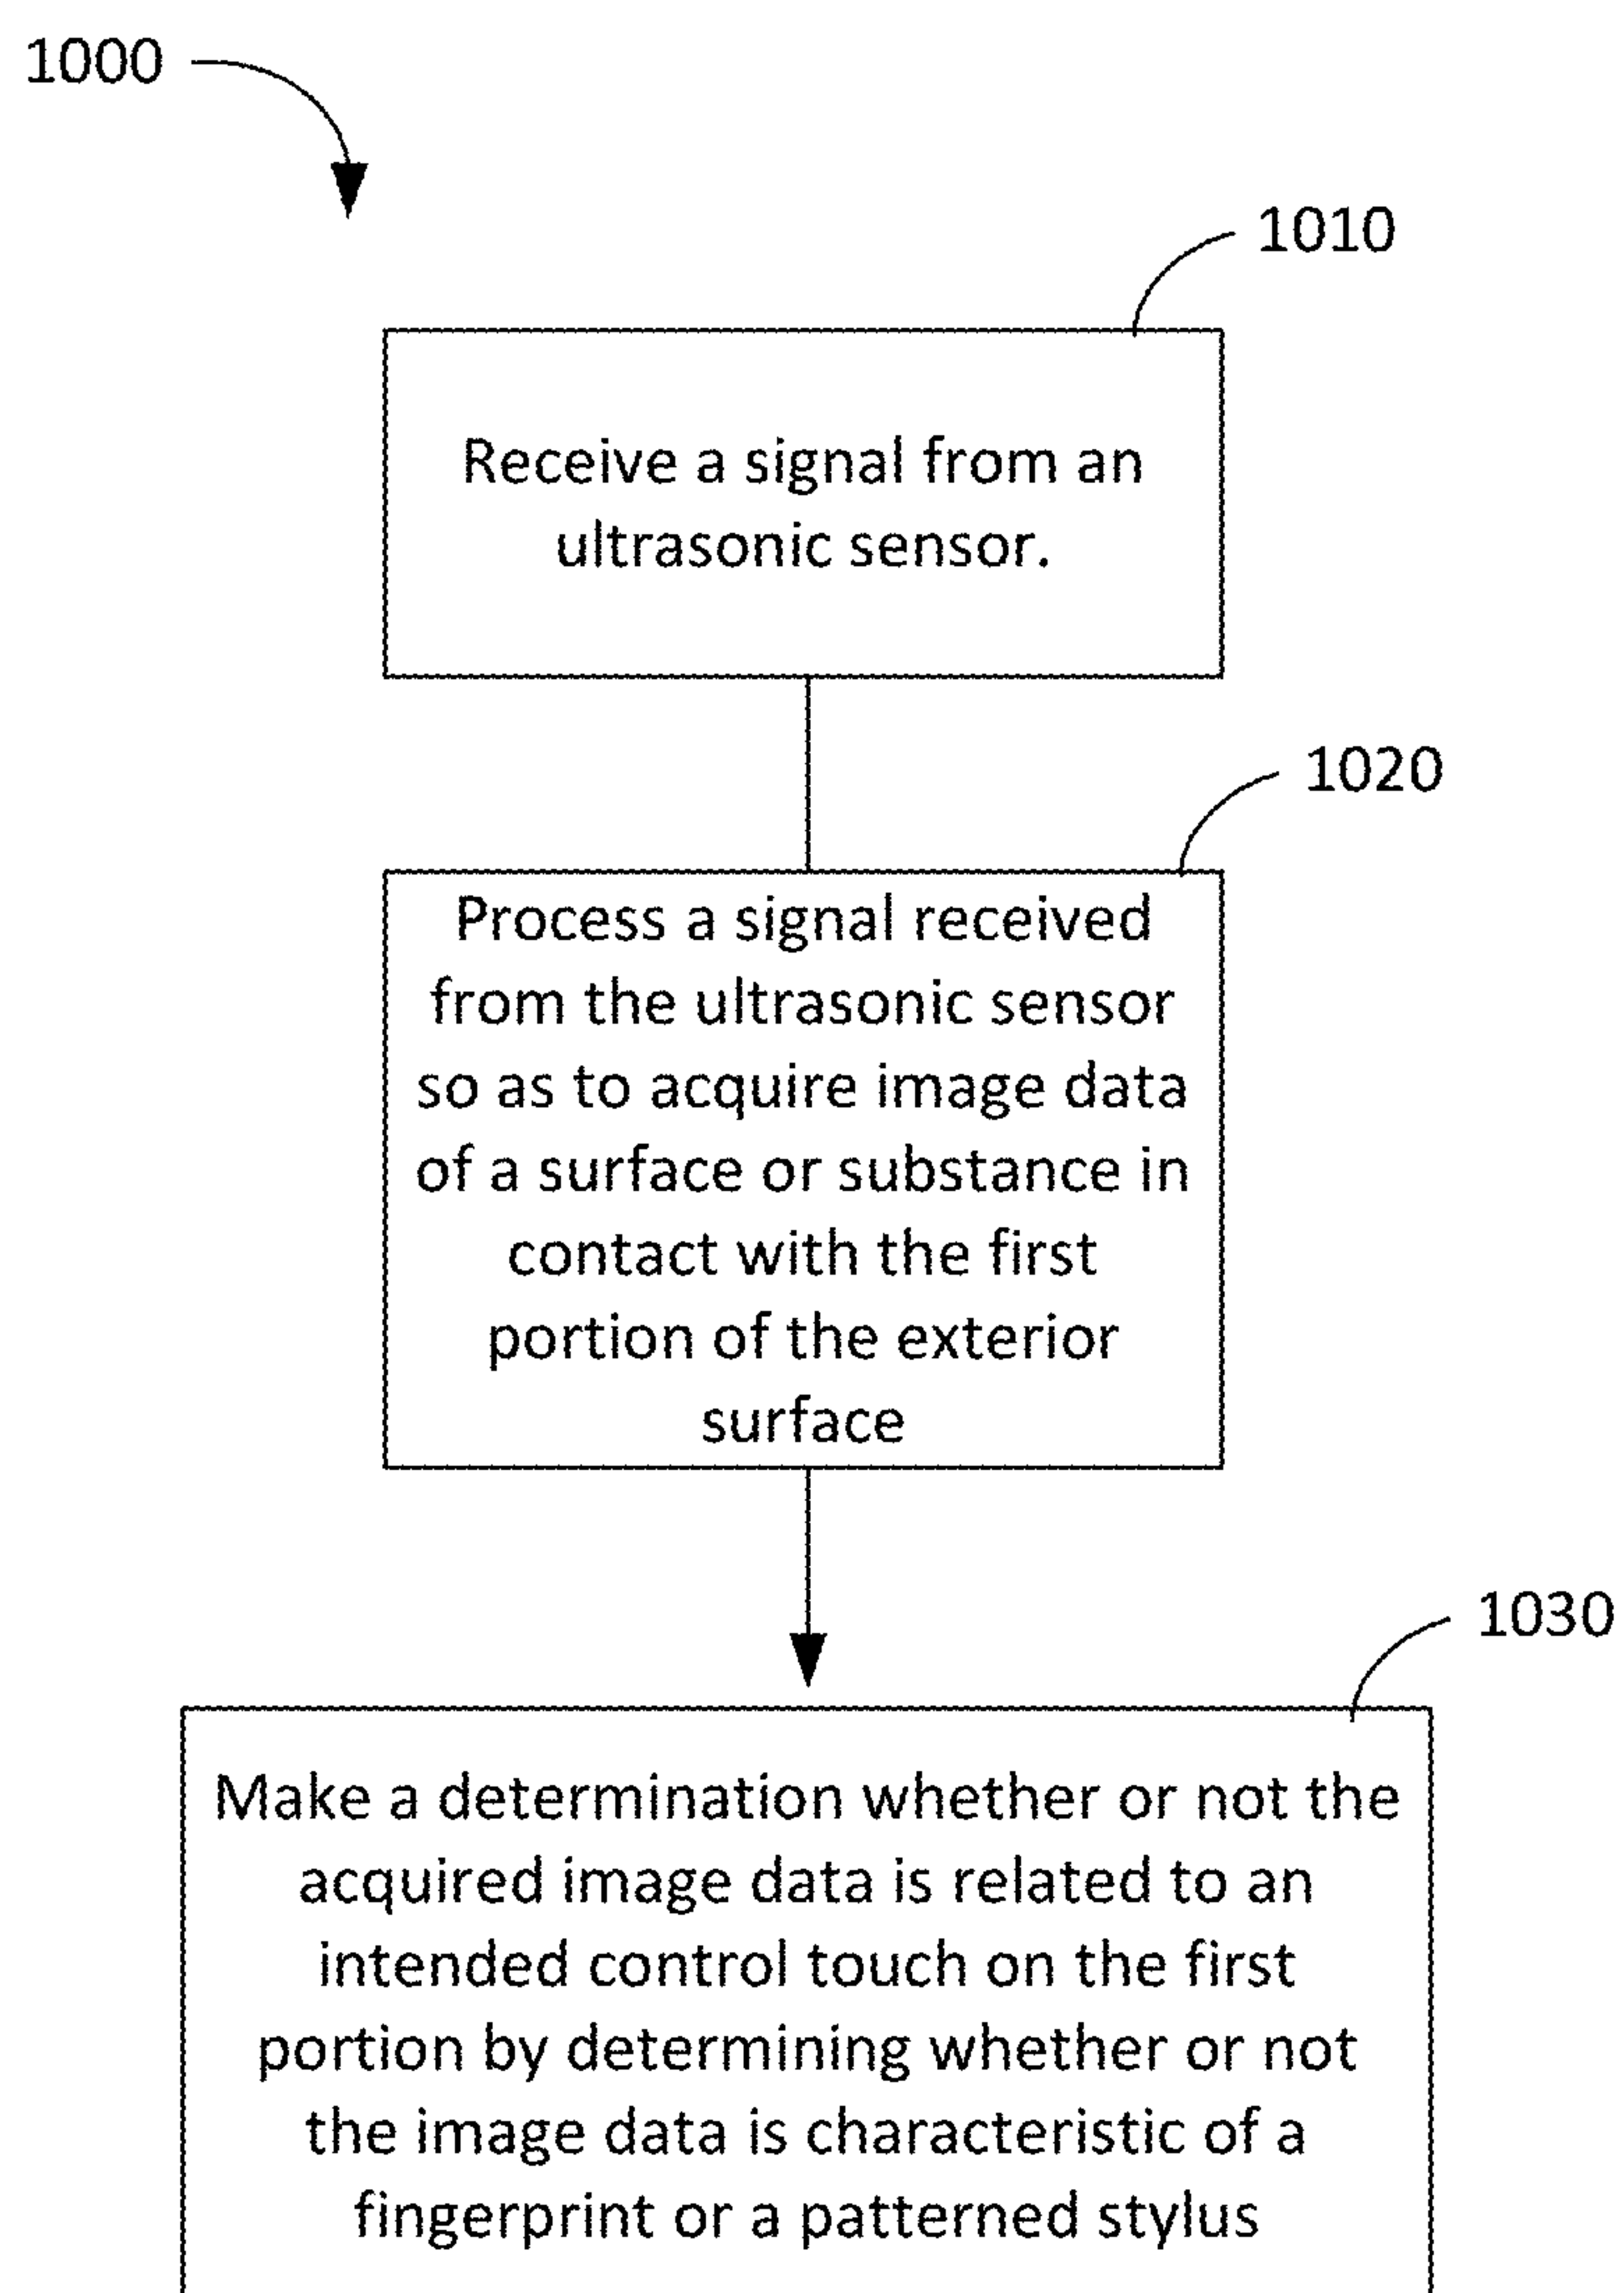 1000
1010
Receive a signal from an
ultrasonic sensor.
1020
Process a signal received
from the ultrasonic sensor
so as to acquire image data
of a surface or substance in
contact with the first
portion of the exterior
surface
1030
Make a determination whether or not the
acquired image data is related to an
intended control touch on the first
portion by determining whether or not
the image data is characteristic of a
fingerprint or a patterned stylus